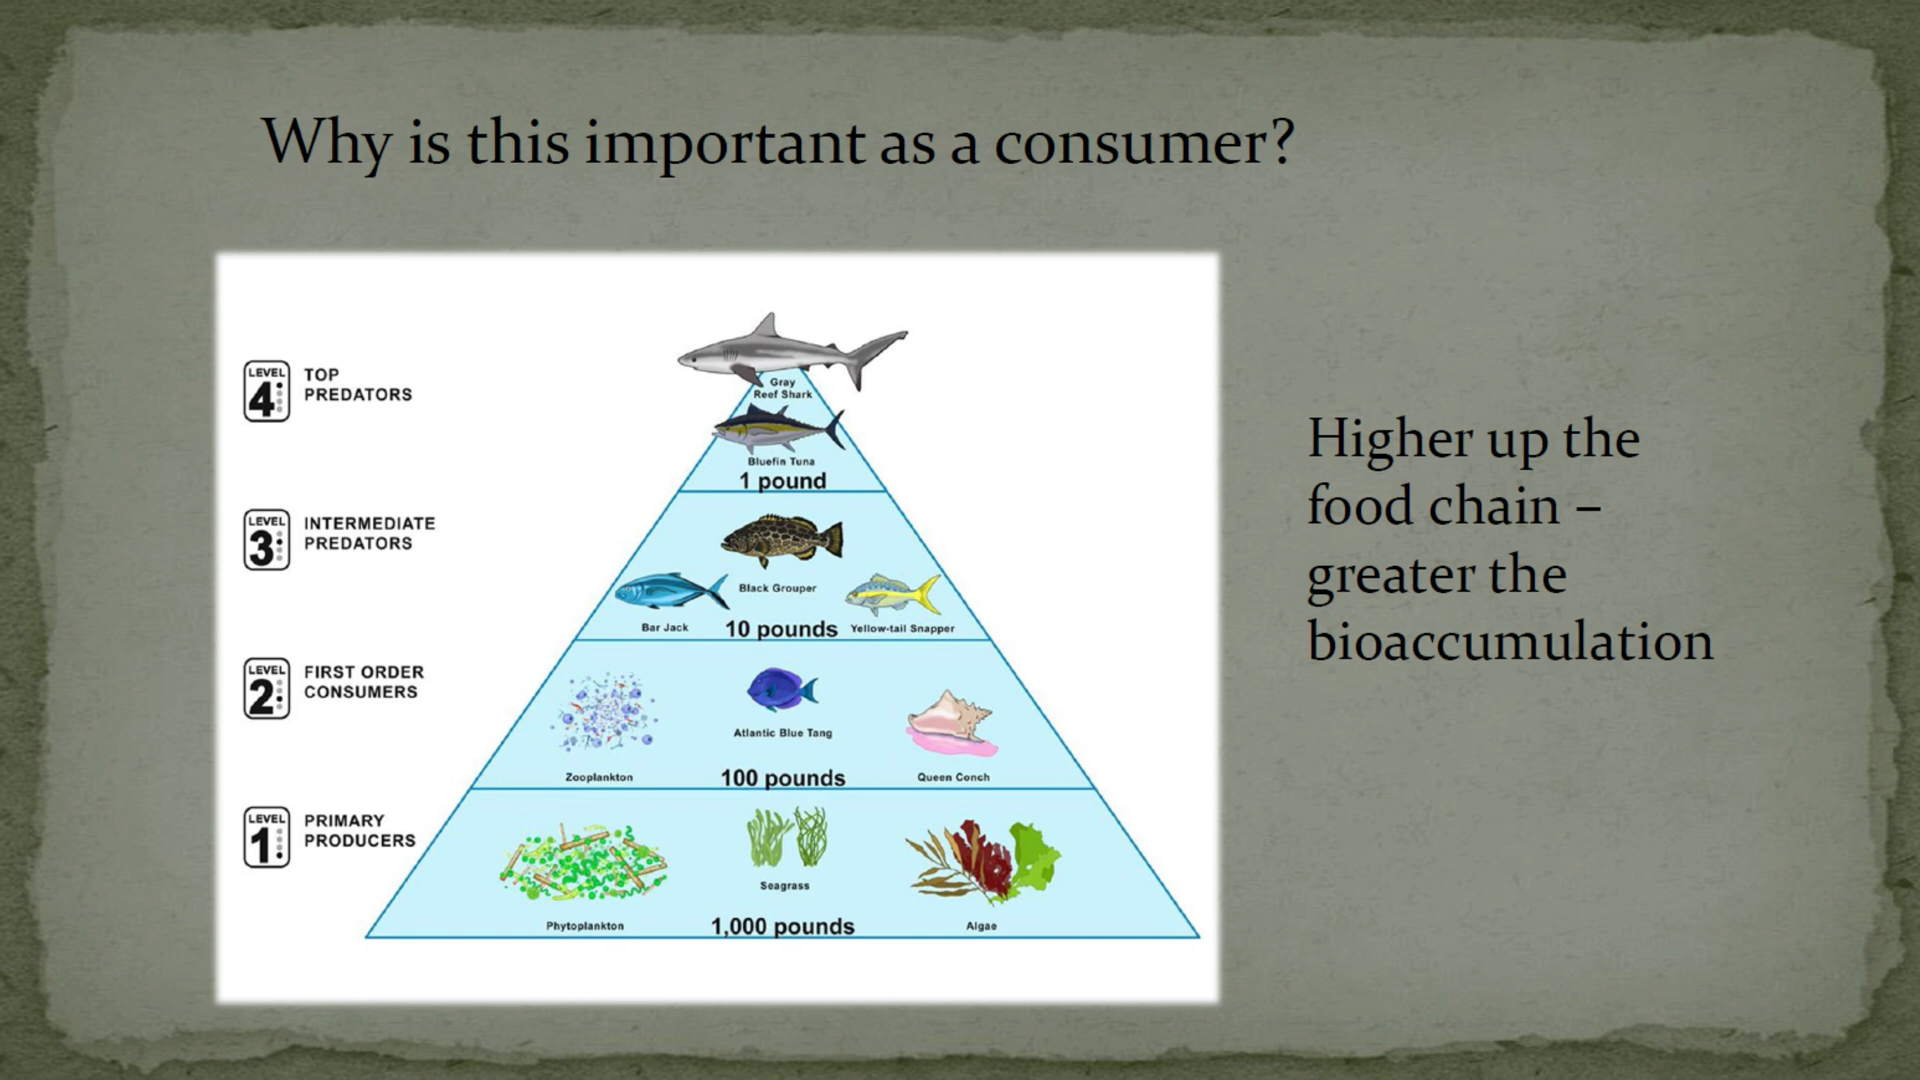 Why is this important as a consumer?
LEVEL
4
TOP
PREDATORS
Gray
Reef Shark
Bluefin Tuna
1 pound
LEVEL
3
INTERMEDIATE
PREDATORS
Black Grouper
Bar Jack
10 pounds
Yellow-tail Snapper
LEVEL
2
FIRST ORDER
CONSUMERS
Atlantic Blue Tang
Zooplankton
100 pounds
Queen Conch
LEVEL
1
PRIMARY
PRODUCERS
Seagrass
Phytoplankton
1,000 pounds
Algae
Higher up the
food chain –
greater the
bioaccumulation